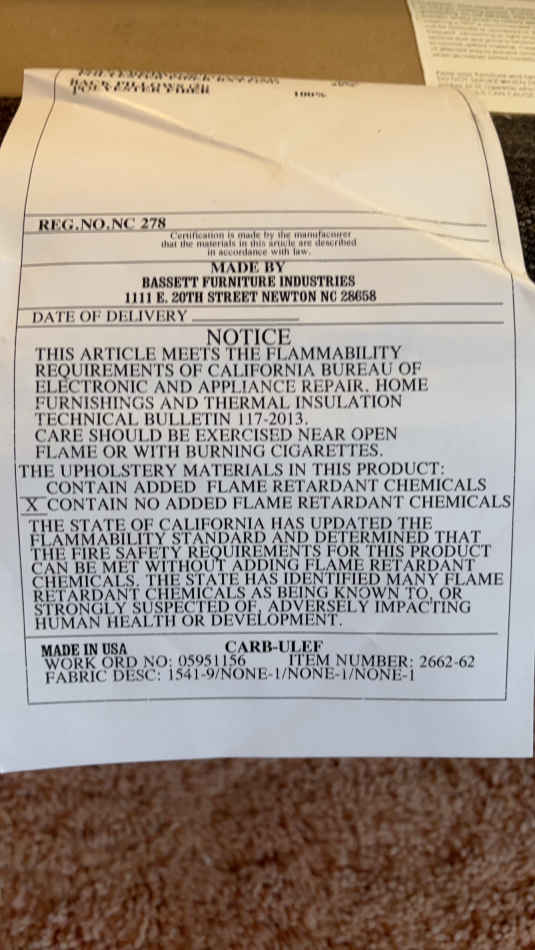 100%
REG.NO.NC 278
Certification is made by the manufacturer
that the materials in this article are described
in accordance with law.
MADE BY
BASSETT FURNITURE INDUSTRIES
1111 E. 20TH STREET NEWTON NC 28658
DATE OF DELIVERY
NOTICE
THIS ARTICLE MEETS THE FLAMMABILITY
REQUIREMENTS OF CALIFORNIA BUREAU OF
ELECTRONIC AND APPLIANCE REPAIR, HOME
FURNISHINGS AND THERMAL INSULATION
TECHNICAL BULLETIN 117-2013.
CARE SHOULD BE EXERCISED NEAR OPEN
FLAME OR WITH BURNING CIGARETTES.
THE UPHOLSTERY MATERIALS IN THIS PRODUCT:
CONTAIN ADDED FLAME RETARDANT CHEMICALS
X CONTAIN NO ADDED FLAME RETARDANT CHEMICALS
THE STATE OF CALIFORNIA HAS UPDATED THE
FLAMMABILITY STANDARD AND DETERMINED THAT
THE FIRE SAFETY REQUIREMENTS FOR THIS PRODUCT
CAN BE MET WITHOUT ADDING FLAME RETARDANT
CHEMICALS. THE STATE HAS IDENTIFIED MANY FLAME
RETARDANT CHEMICALS AS BEING KNOWN TO, OR
STRONGLY SUSPECTED OF, ADVERSELY IMPACTING
HUMAN HEALTH OR DEVELOPMENT.
MADE IN USA CARB-ULEF
WORK ORD NO: 05951156 ITEM NUMBER: 2662-62
FABRIC DESC: 1541-9/NONE-1/NONE-1/NONE-1